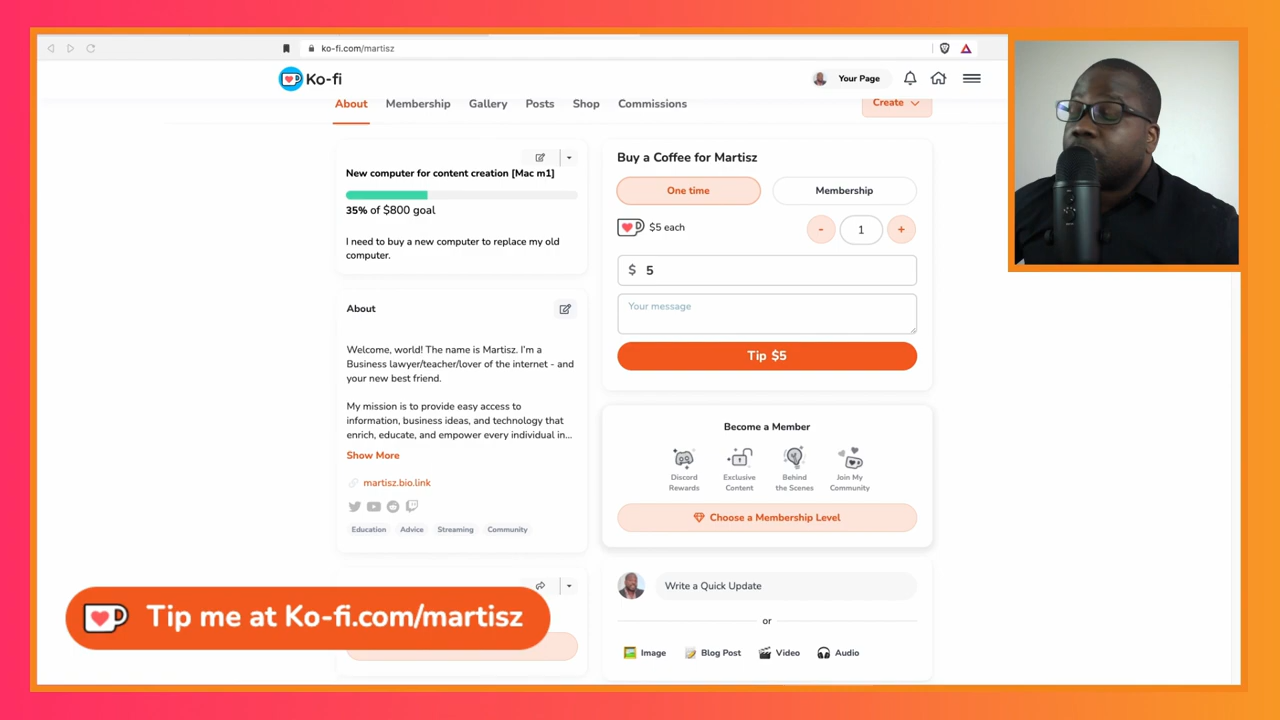 ko-fi.com/martisz
Ko-fi
Your Page
About Membership Gallery Posts Shop Commissions
Create
New computer for content creation [Mac m1]
35% of $800 goal
I need to buy a new computer to replace my old
computer.
About
Welcome, world! The name is Martisz. I'm a
Business lawyer/teacher/lover of the internet - and
your new best friend.
My mission is to provide easy access to
information, business ideas, and technology that
enrich, educate, and empower every individual in...
Show More
martisz.bio.link
Education Advice Streaming Community
Buy a Coffee for Martisz
One time Membership
$5 each - 1 +
$ 5
Your message
Tip $5
Become a Member
Discord
Rewards
Exclusive
Content
Behind
the Scenes
Join My
Community
Choose a Membership Level
Write a Quick Update
or
Image Blog Post Video Audio
Tip me at Ko-fi.com/martisz